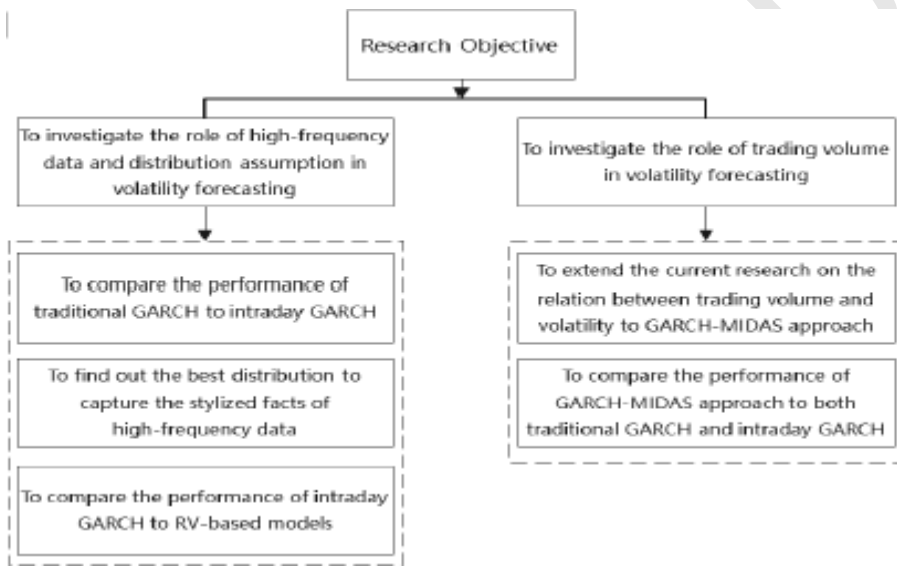 Research Objective
To investigate the role of high-frequency
data and distribution assumption in
volatility forecasting
To investigate the role of trading volume
in volatility forecasting
To compare the performance of
traditional GARCH to intraday GARCH
To find out the best distribution to
capture the stylized facts of
high-frequency data
To compare the performance of intraday
GARCH to RV-based models
To extend the current research on the
relation between trading volume and
volatility to GARCH-MIDAS approach
To compare the performance of
GARCH-MIDAS approach to both
traditional GARCH and intraday GARCH